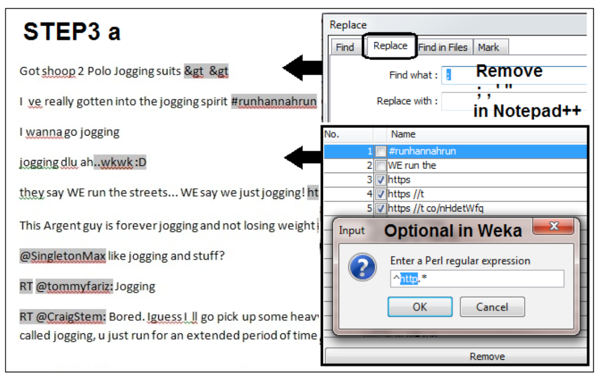 STEP3 a
Got shoop 2 Polo Jogging suits &gt &gt
I ve really gotten into the jogging spirit #runhannahrun
I wanna go jogging
jogging dlu ah..wkwk :D
they say WE run the streets... WE say we just jogging! ht
This Argent guy is forever jogging and not losing weight
@SingletonMax like jogging and stuff?
RT @tommyfariz: Jogging
RT @CraigStem: Bored. Iguess I ll go pick up some heav
called jogging, u just run for an extended period of time
Replace
Find Replace Find in Files Mark
Find what : ;
Replace with :
Remove
; , ' "
in Notepad++
No. Name
1 #runhannahrun
2 WE run the
3 https
4 https //t
5 https //t co/nHdetWfq
Input
Optional in Weka
Enter a Perl regular expression
^http.*
OK Cancel
Remove